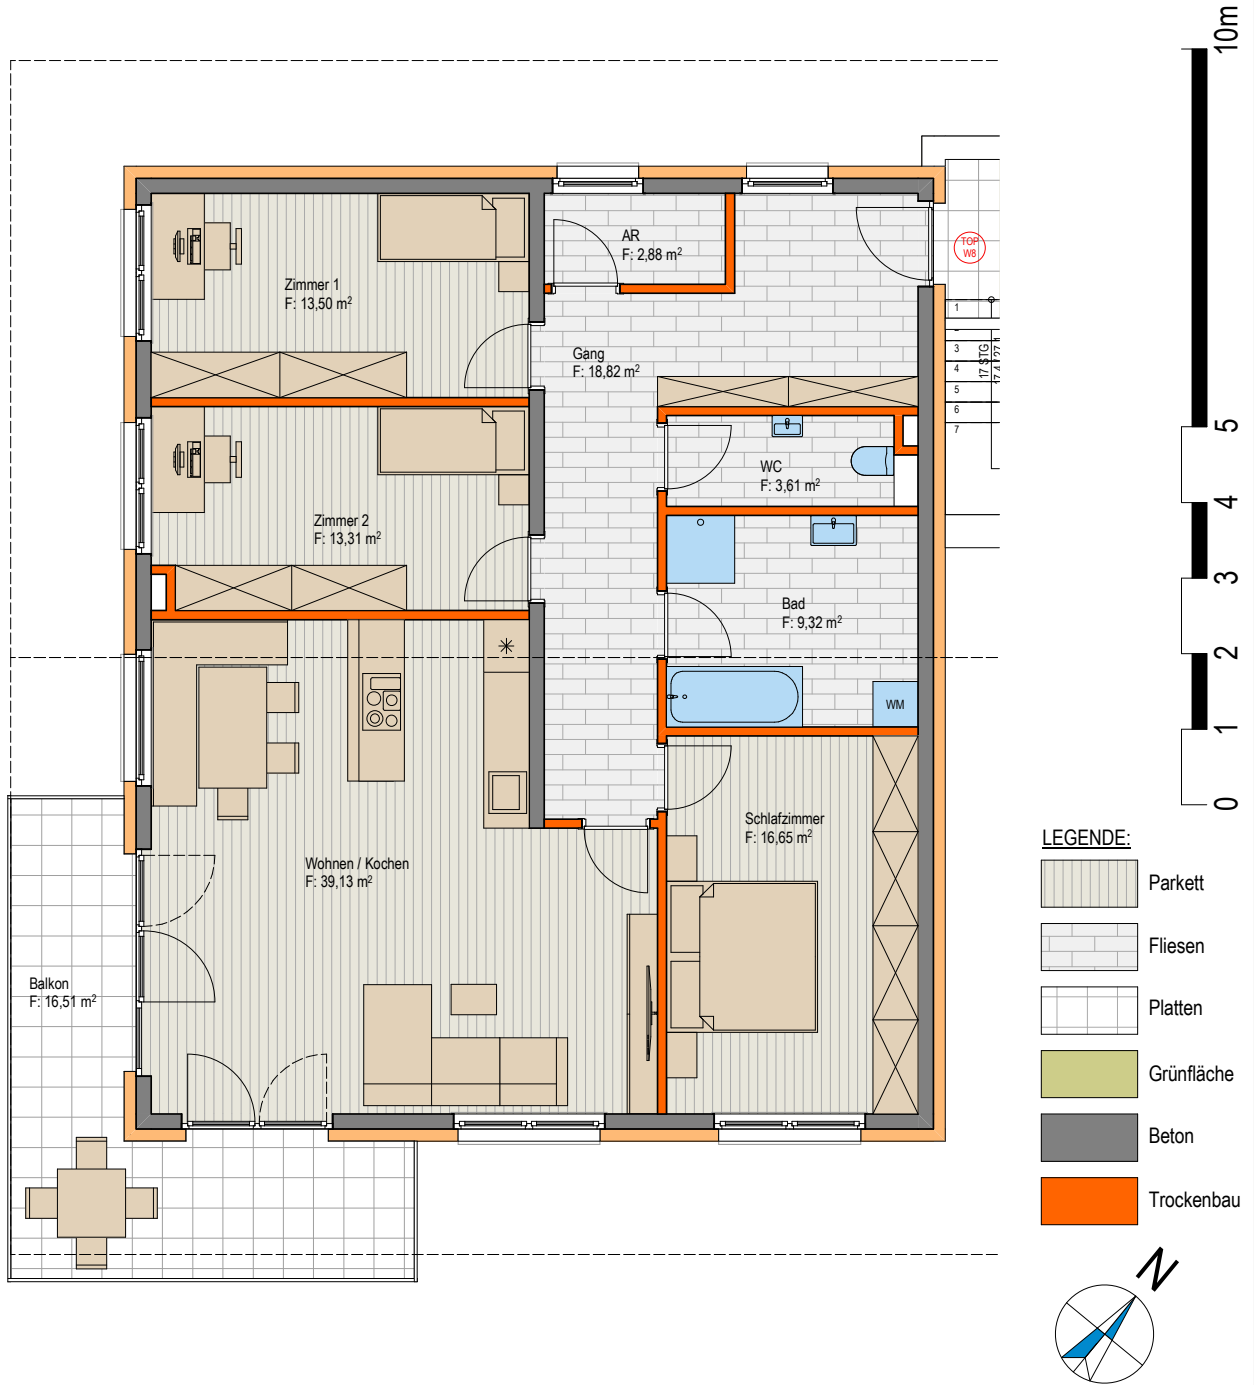 10m
AR
F: 2,88 m²
TOP
W8
Zimmer 1
F: 13,50 m²
1
3
4
5
6
7
17 STG
Gang
F: 18,82 m²
WC
F: 3,61 m²
Zimmer 2
F: 13,31 m²
Bad
F: 9,32 m²
WM
5
4
3
2
1
0
Schlafzimmer
F: 16,65 m²
Wohnen / Kochen
F: 39,13 m²
Balkon
F: 16,51 m²
LEGENDE:
Parkett
Fliesen
Platten
Grünfläche
Beton
Trockenbau
N